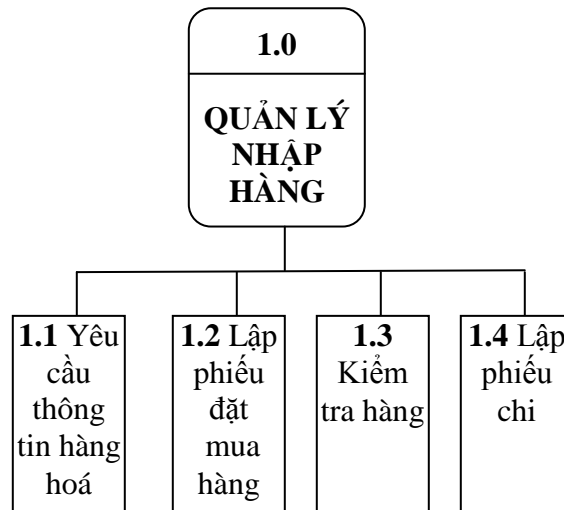 1.0
QUẢN LÝ
NHẬP
HÀNG
1.1 Yêu
cầu
thông
tin hàng
hoá
1.2 Lập
phiếu
đặt
mua
hàng
1.3
Kiểm
tra hàng
1.4 Lập
phiếu
chi